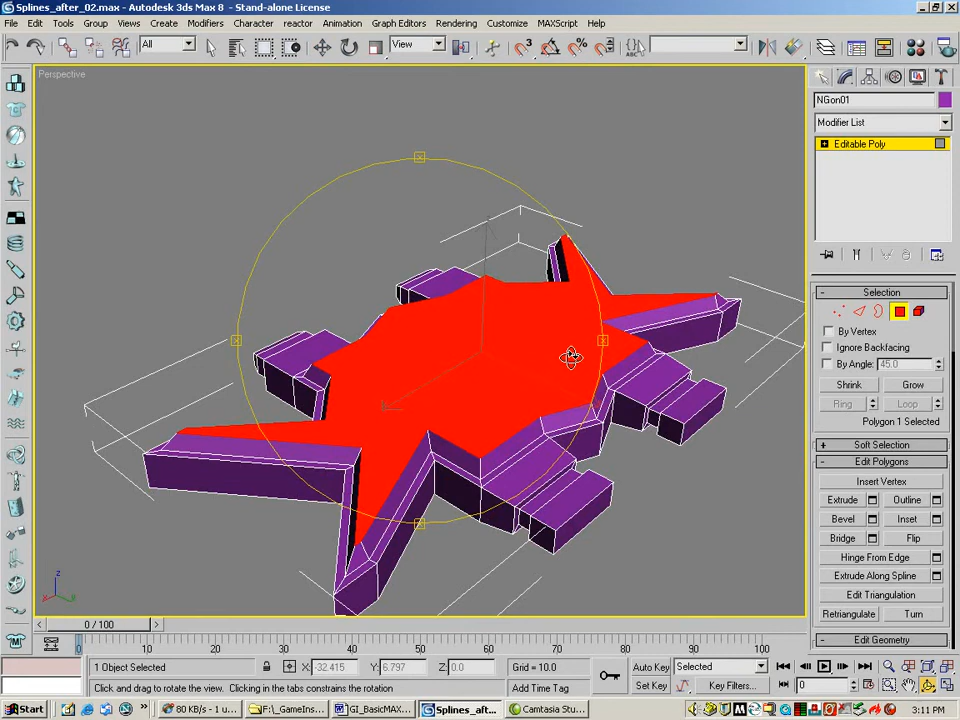 Splines_after_02.max - Autodesk 3ds Max 8 - Stand-alone License
File Edit Tools Group Views Create Modifiers Character reactor Animation Graph Editors Rendering Customize MAXScript Help
All
View
Perspective
NGon01
Modifier List
Editable Poly
- Selection
By Vertex
Ignore Backfacing
By Angle: 45.0
Shrink Grow
Ring Loop
Polygon 1 Selected
+ Soft Selection
- Edit Polygons
Insert Vertex
Extrude Outline
Bevel Inset
Bridge Flip
Hinge From Edge
Extrude Along Spline
Edit Triangulation
Retriangulate Turn
- Edit Geometry
z
x y
< 0 / 100 >
10 20 30 40 50 60 70 80 90 100
1 Object Selected X: -32.415 Y: 6.797 Z: 0.0 Grid = 10.0 Auto Key Selected
Click and drag to rotate the view. Clicking in the tabs constrains the rotation Add Time Tag Set Key Key Filters... 0
Start 80 KB/s - 1 Down... F:\_GameIns... GI_BasicMAX... Splines_aft... Camtasia Stu... 3:11 PM